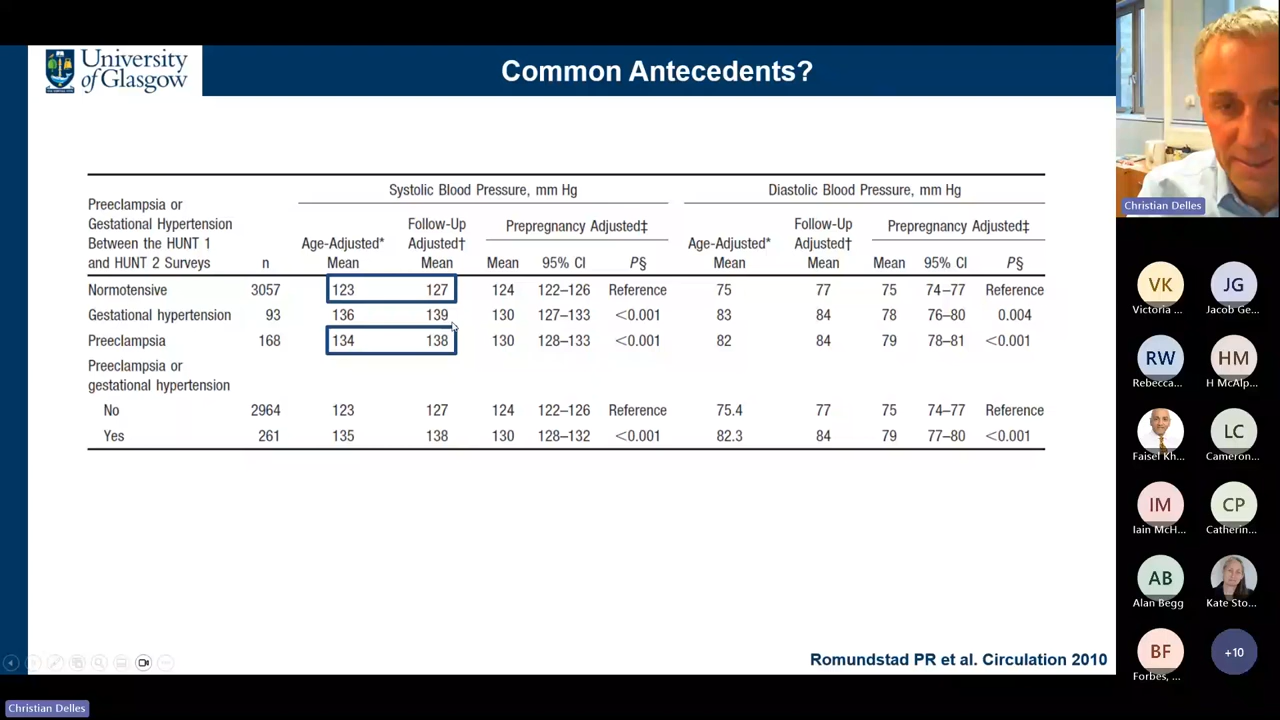 University
of Glasgow
Common Antecedents?
Systolic Blood Pressure, mm Hg Diastolic Blood Pressure, mm Hg
Preeclampsia or
Gestational Hypertension
Between the HUNT 1
and HUNT 2 Surveys
n
Age-Adjusted*
Mean
Follow-Up
Adjusted†
Mean
Prepregnancy Adjusted‡
Mean 95% CI P§
Age-Adjusted*
Mean
Follow-Up
Adjusted†
Mean
Prepregnancy Adjusted‡
Mean 95% CI P§
Normotensive 3057 123 127 124 122–126 Reference 75 77 75 74–77 Reference
Gestational hypertension 93 136 139 130 127–133 <0.001 83 84 78 76–80 0.004
Preeclampsia 168 134 138 130 128–133 <0.001 82 84 79 78–81 <0.001
Preeclampsia or
gestational hypertension
No 2964 123 127 124 122–126 Reference 75.4 77 75 74–77 Reference
Yes 261 135 138 130 128–132 <0.001 82.3 84 79 77–80 <0.001
Romundstad PR et al. Circulation 2010
Christian Delles
Christian Delles
VK
Victoria ...
JG
Jacob Ge...
RW
Rebecca...
HM
H McAlp...
Faisel Kh...
LC
Cameron...
IM
Iain McH...
CP
Catherin...
AB
Alan Begg
Kate Sto...
BF
Forbes, ...
+10